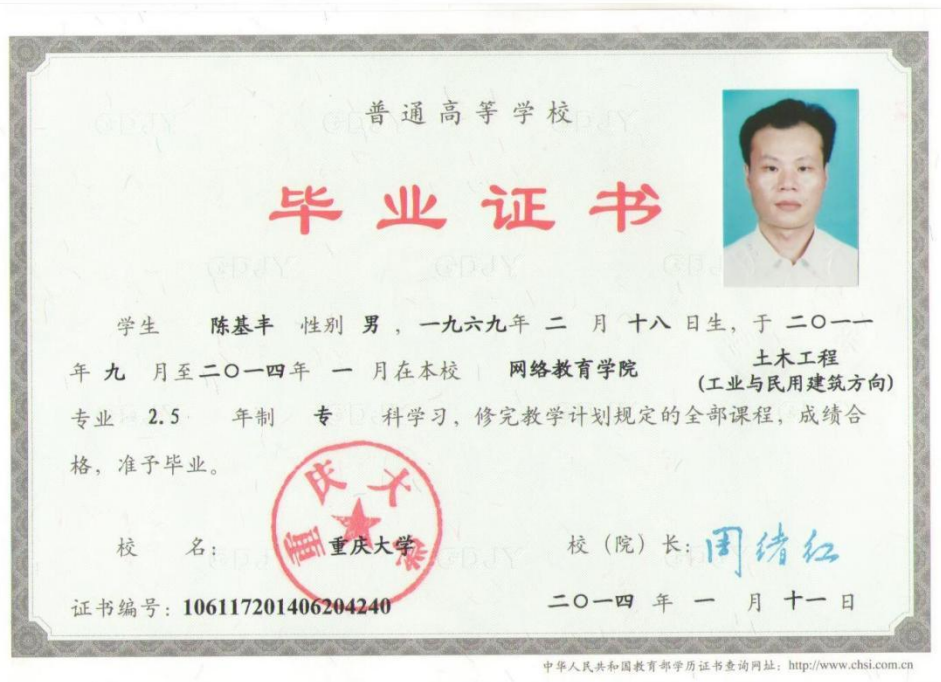 普通高等学校
毕业证书
学生 陈基丰 性别 男，一九六九年 二 月 十八 日生，于 二〇一一
年 九 月至二〇一四年 一 月在本校 网络教育学院 土木工程
(工业与民用建筑方向)
专业 2.5 年制 专 科学习，修完教学计划规定的全部课程，成绩合
格，准予毕业。
重庆大学
校 名：重庆大学 校（院）长：周绪红
证书编号：106117201406204240 二〇一四 年 一 月 十一 日
中华人民共和国教育部学历证书查询网址：http://www.chsi.com.cn